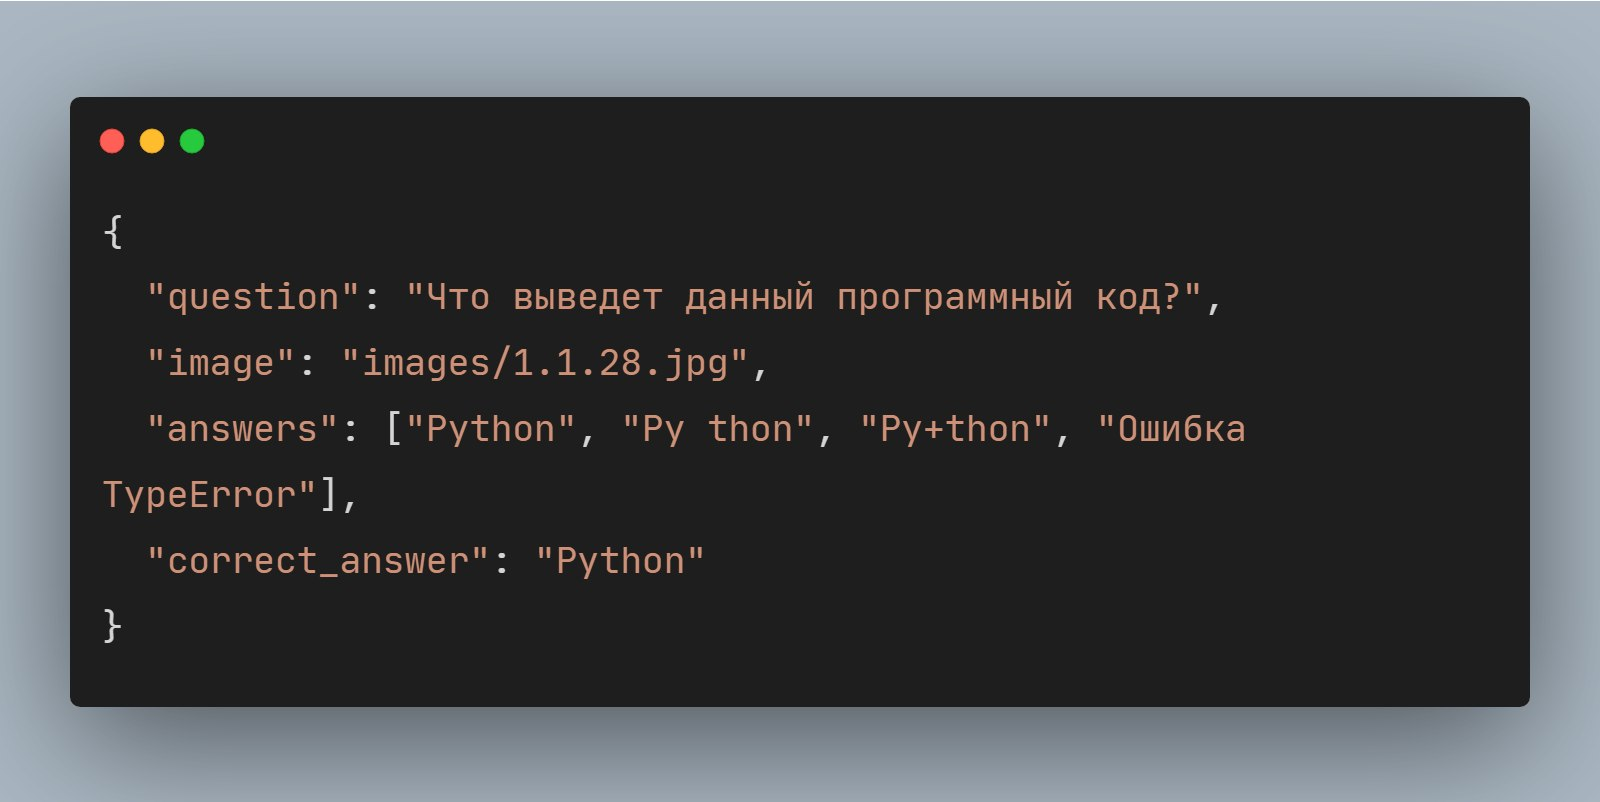 {
"question": "Что выведет данный программный код?",
"image": "images/1.1.28.jpg",
"answers": ["Python", "Py thon", "Py+thon", "Ошибка
TypeError"],
"correct_answer": "Python"
}